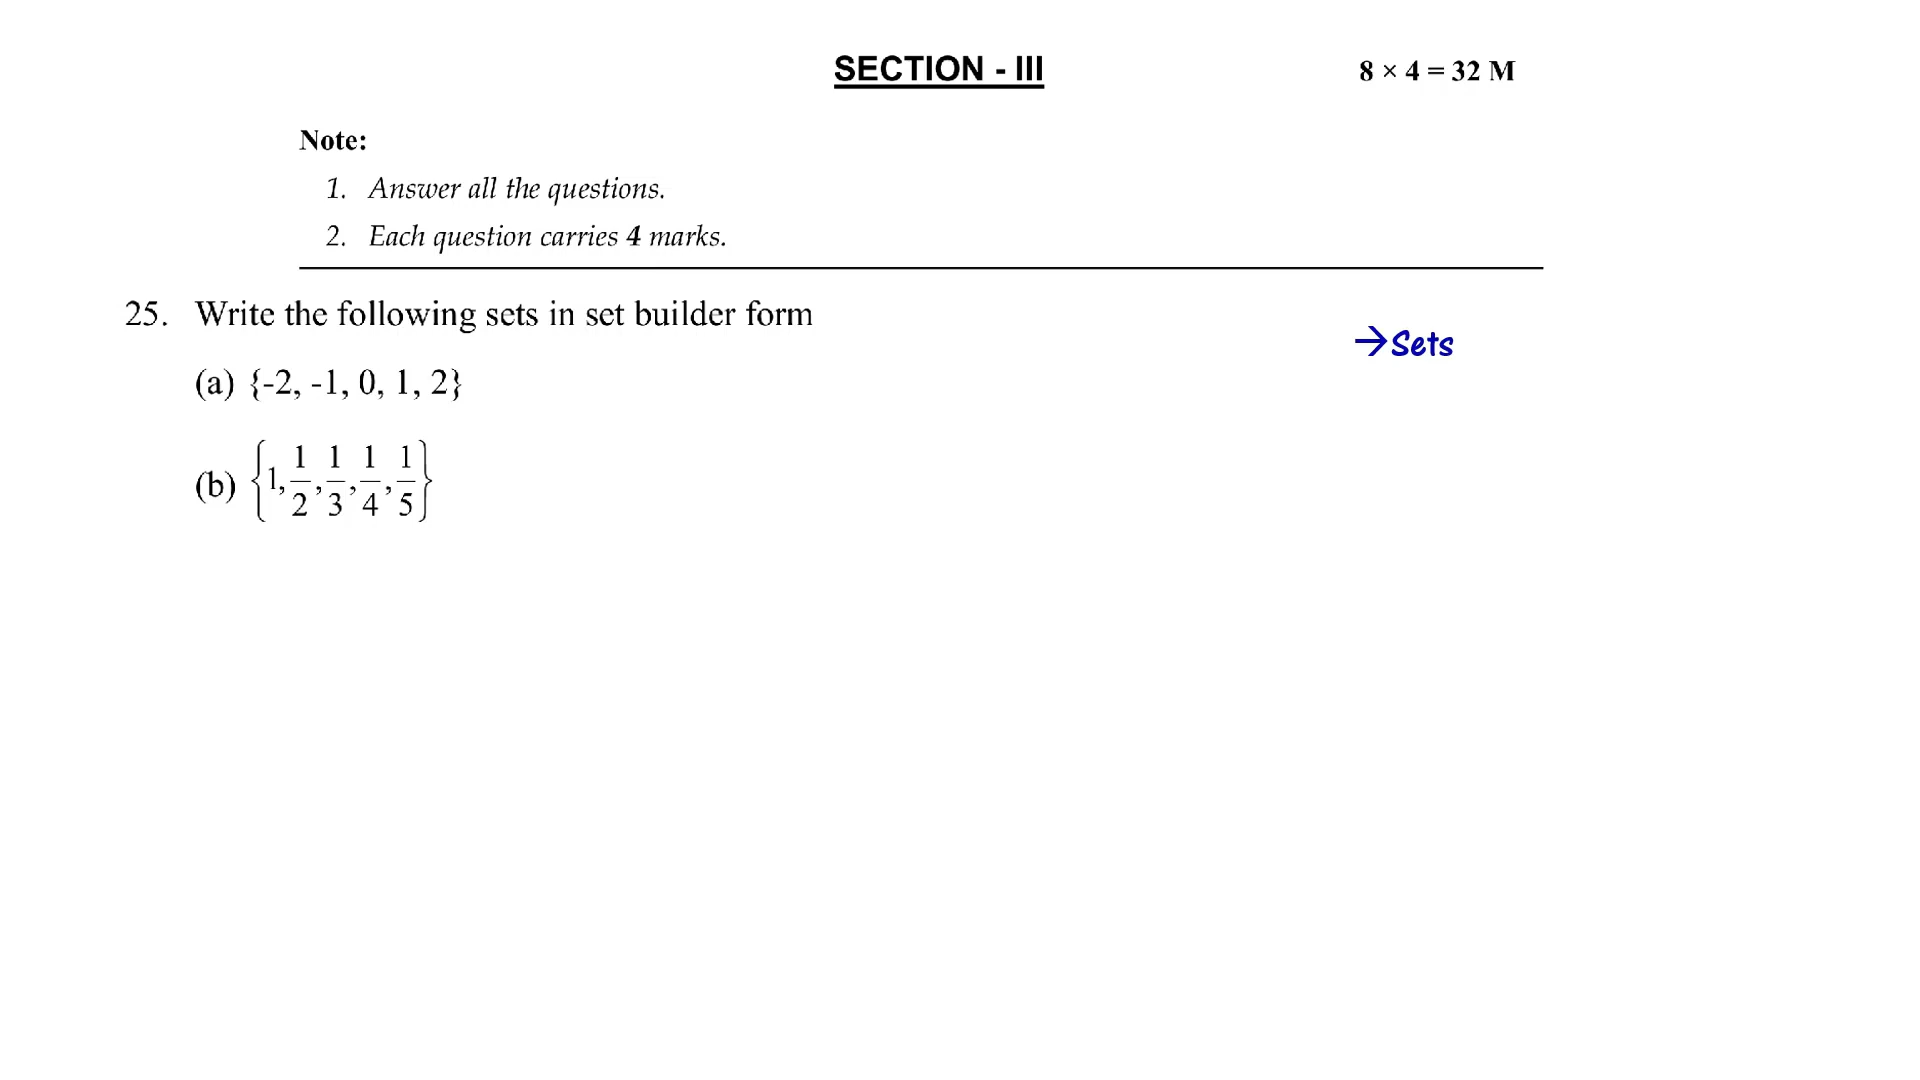 SECTION - III
8 × 4 = 32 M
Note:
1. Answer all the questions.
2. Each question carries 4 marks.
25. Write the following sets in set builder form
→Sets
(a) {-2, -1, 0, 1, 2}
(b) {1, 1/2, 1/3, 1/4, 1/5}